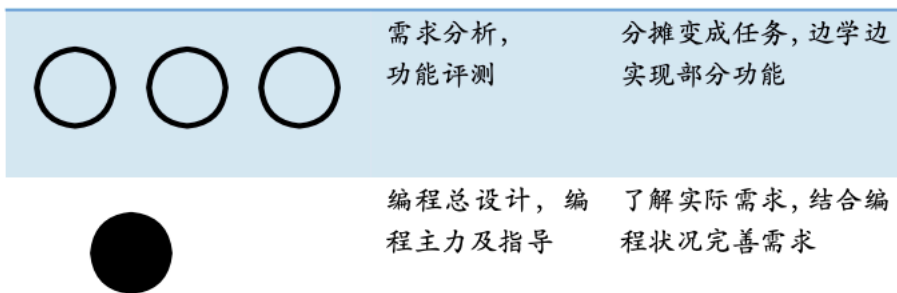 需求分析,
功能评测
分摊变成任务, 边学边
实现部分功能
编程总设计, 编
程主力及指导
了解实际需求, 结合编
程状况完善需求